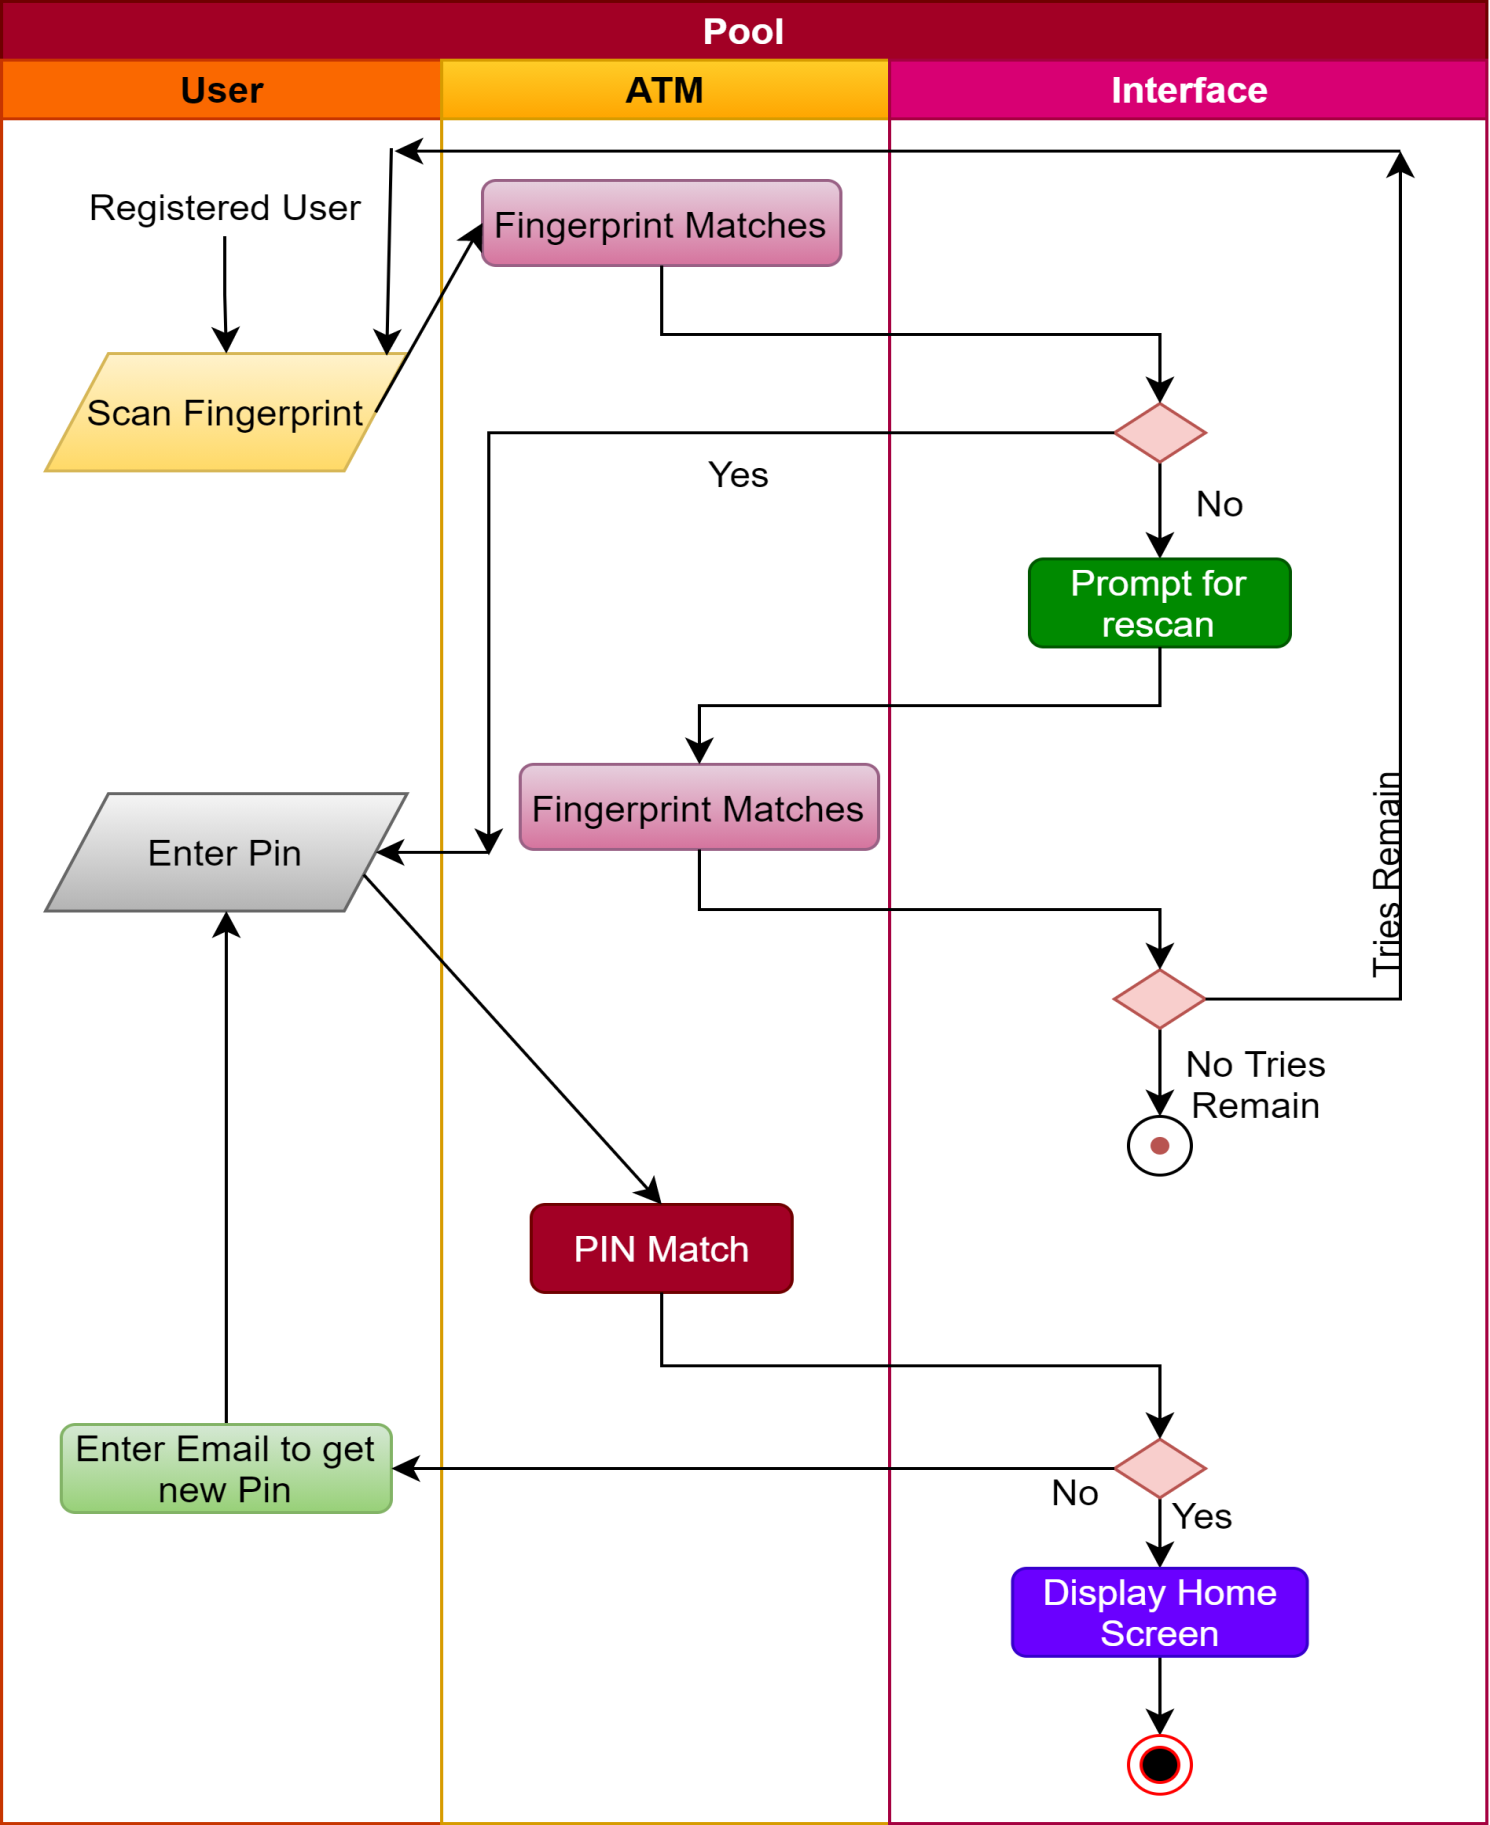 Pool
User
ATM
Interface
Registered User
Fingerprint Matches
Scan Fingerprint
Yes
No
Prompt for
rescan
Fingerprint Matches
Enter Pin
Tries Remain
No Tries
Remain
PIN Match
Enter Email to get
new Pin
No
Yes
Display Home
Screen